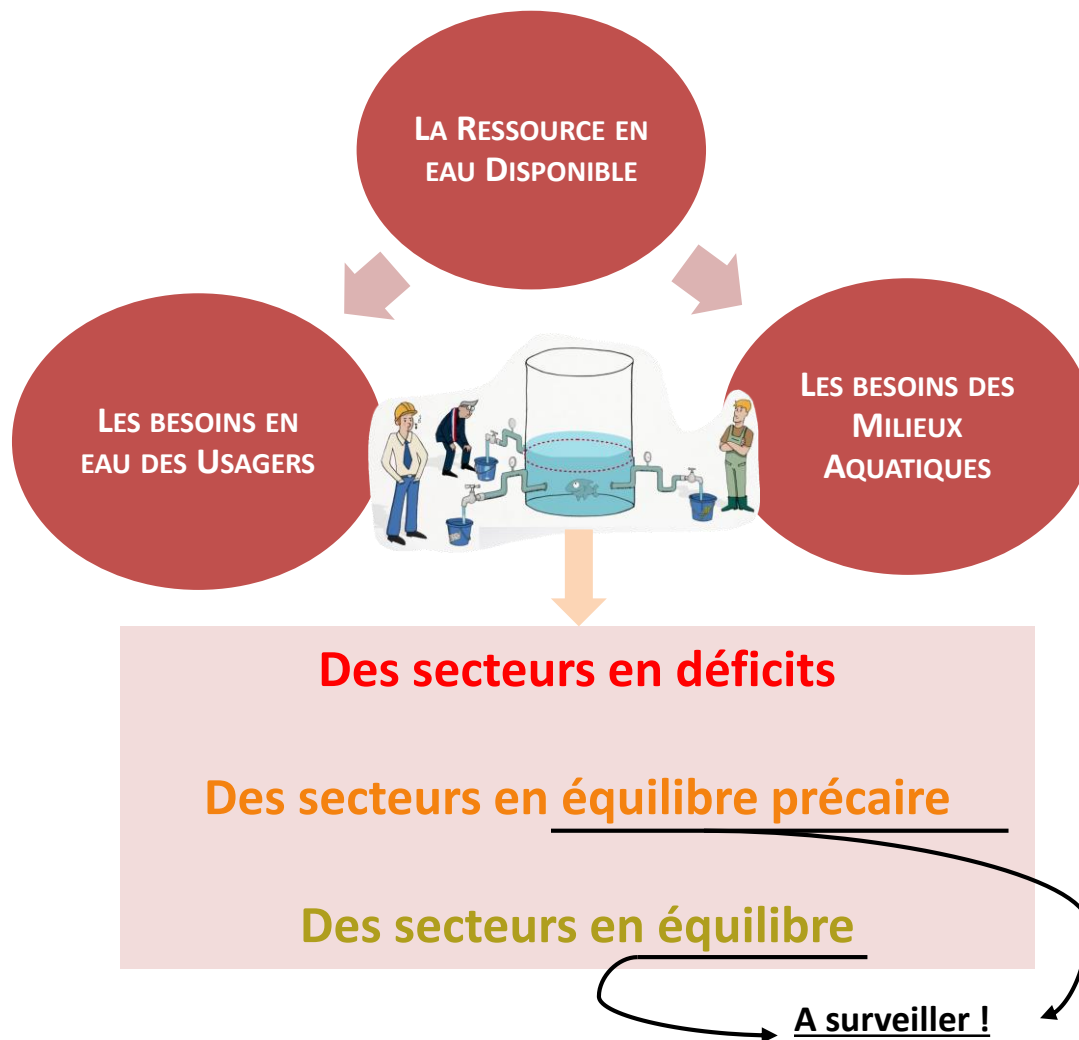 LA RESSOURCE EN
EAU DISPONIBLE
LES BESOINS EN
EAU DES USAGERS
LES BESOINS DES
MILIEUX
AQUATIQUES
Des secteurs en déficits
Des secteurs en équilibre précaire
Des secteurs en équilibre
A surveiller !